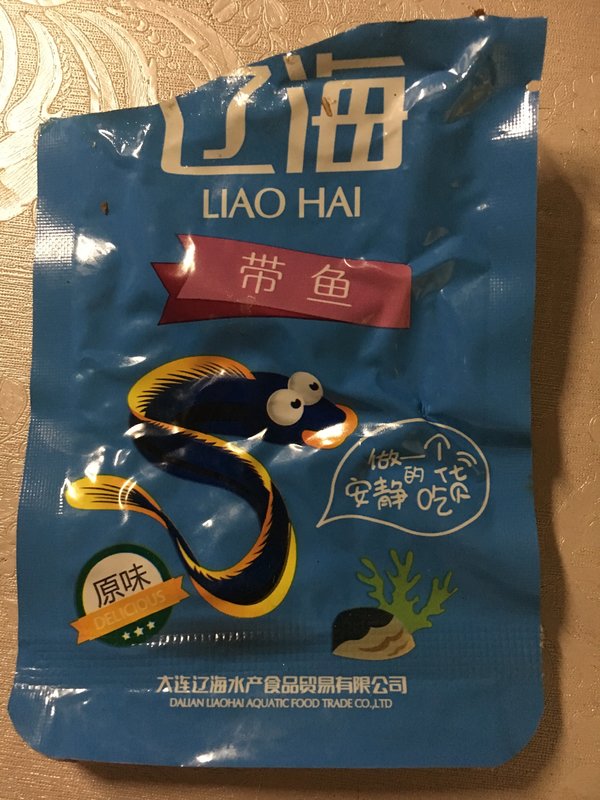 辽海
LIAO HAI
带鱼
做一个
安静的吃货
原味
DELICIOUS
大连辽海水产食品贸易有限公司
DALIAN LIAOHAI AQUATIC FOOD TRADE CO.,LTD